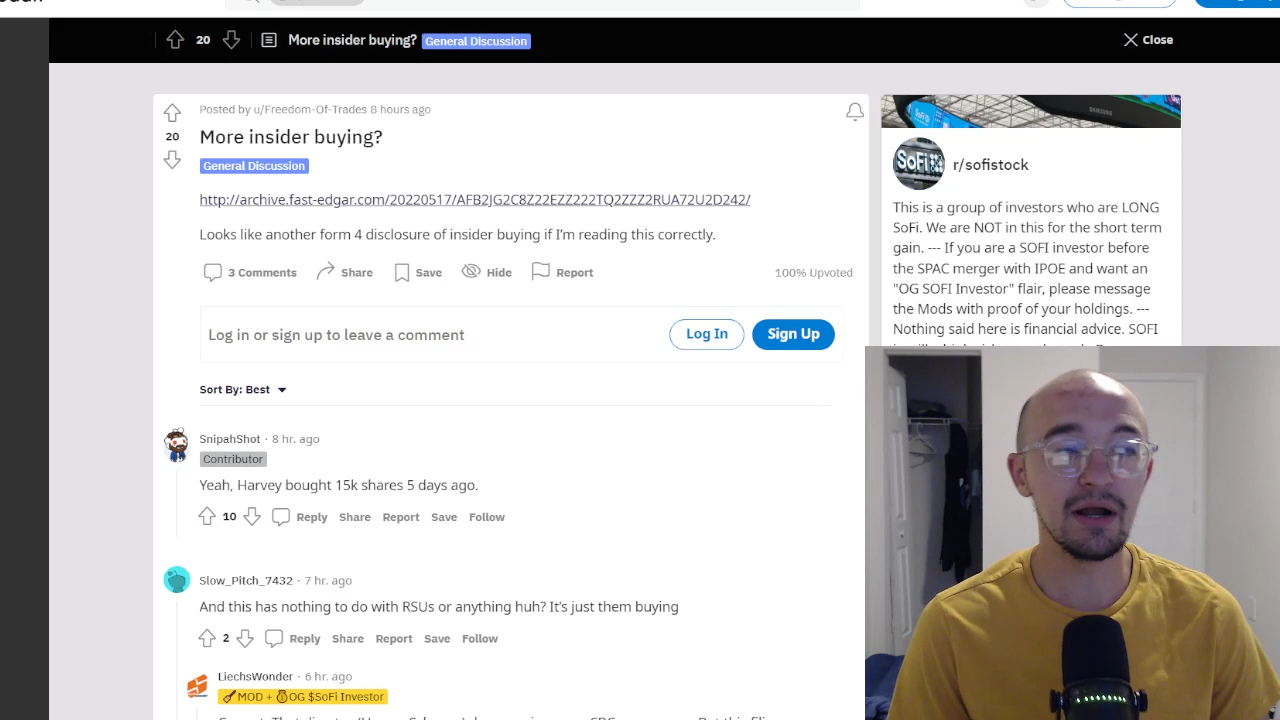 20 More insider buying? General Discussion Close
Posted by u/Freedom-Of-Trades 8 hours ago
20
More insider buying?
General Discussion
http://archive.fast-edgar.com/20220517/AFB2JG2C8Z22EZZ222TQ2ZZZ2RUA72U2D242/
Looks like another form 4 disclosure of insider buying if I'm reading this correctly.
3 Comments Share Save Hide Report 100% Upvoted
Log in or sign up to leave a comment Log In Sign Up
Sort By: Best
SnipahShot · 8 hr. ago
Contributor
Yeah, Harvey bought 15k shares 5 days ago.
10 Reply Share Report Save Follow
Slow_Pitch_7432 · 7 hr. ago
And this has nothing to do with RSUs or anything huh? It's just them buying
2 Reply Share Report Save Follow
LiechsWonder · 6 hr. ago
MOD + OG $SoFi Investor
SAMSUNG
SoFi
r/sofistock
This is a group of investors who are LONG
SoFi. We are NOT in this for the short term
gain. --- If you are a SOFI investor before
the SPAC merger with IPOE and want an
"OG SOFI Investor" flair, please message
the Mods with proof of your holdings. ---
Nothing said here is financial advice. SOFI